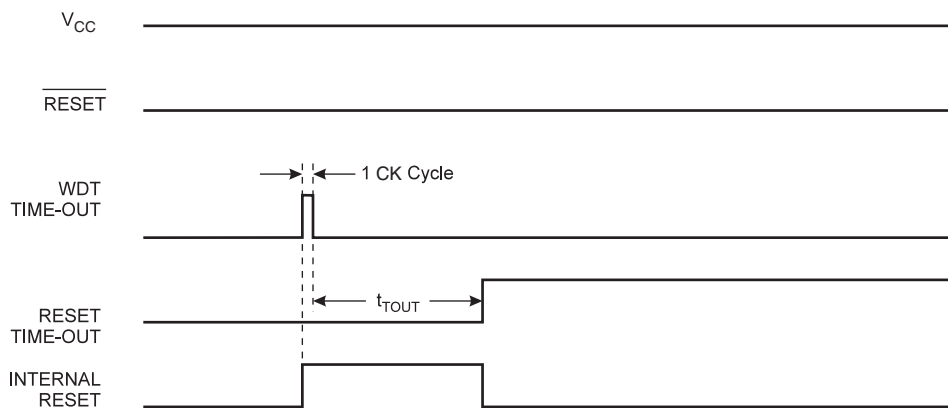 VCC
RESET
1 CK Cycle
WDT
TIME-OUT
tTOUT
RESET
TIME-OUT
INTERNAL
RESET